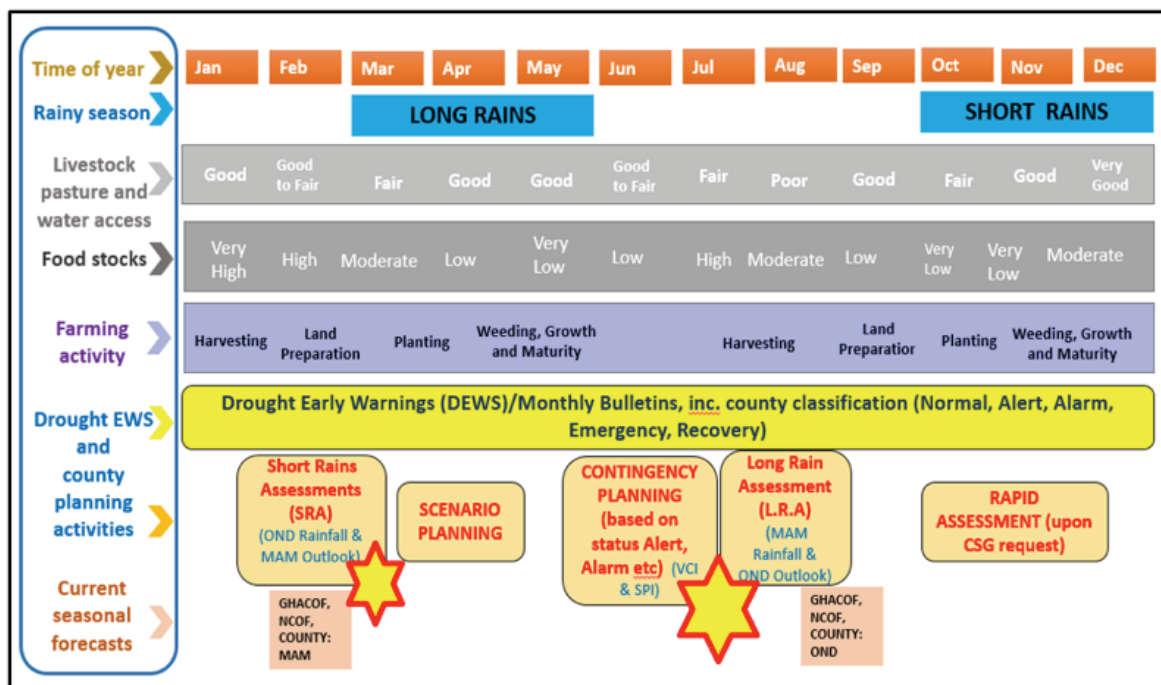 Time of year
Jan Feb Mar Apr May Jun Jul Aug Sep Oct Nov Dec
Rainy season
LONG RAINS
SHORT RAINS
Livestock
pasture and
water access
Good
Good
to Fair
Fair
Good
Good
Good
to Fair
Fair
Poor
Good
Fair
Good
Very
Good
Food stocks
Very
High
High
Moderate
Low
Very
Low
Low
High
Moderate
Low
Very
Low
Very
Low
Moderate
Farming
activity
Harvesting
Land
Preparation
Planting
Weeding, Growth
and Maturity
Harvesting
Land
Preparation
Planting
Weeding, Growth
and Maturity
Drought EWS
and
county
planning
activities
Drought Early Warnings (DEWS)/Monthly Bulletins, inc. county classification (Normal, Alert, Alarm,
Emergency, Recovery)
Short Rains
Assessments
(SRA)
(OND Rainfall &
MAM Outlook)
SCENARIO
PLANNING
CONTINGENCY
PLANNING
(based on
status Alert,
Alarm etc) (VCI
& SPI)
Long Rain
Assessment
(L.R.A)
(MAM
Rainfall &
OND Outlook)
RAPID
ASSESSMENT (upon
CSG request)
Current
seasonal
forecasts
GHACOF,
NCOF,
COUNTY:
MAM
GHACOF,
NCOF,
COUNTY:
OND